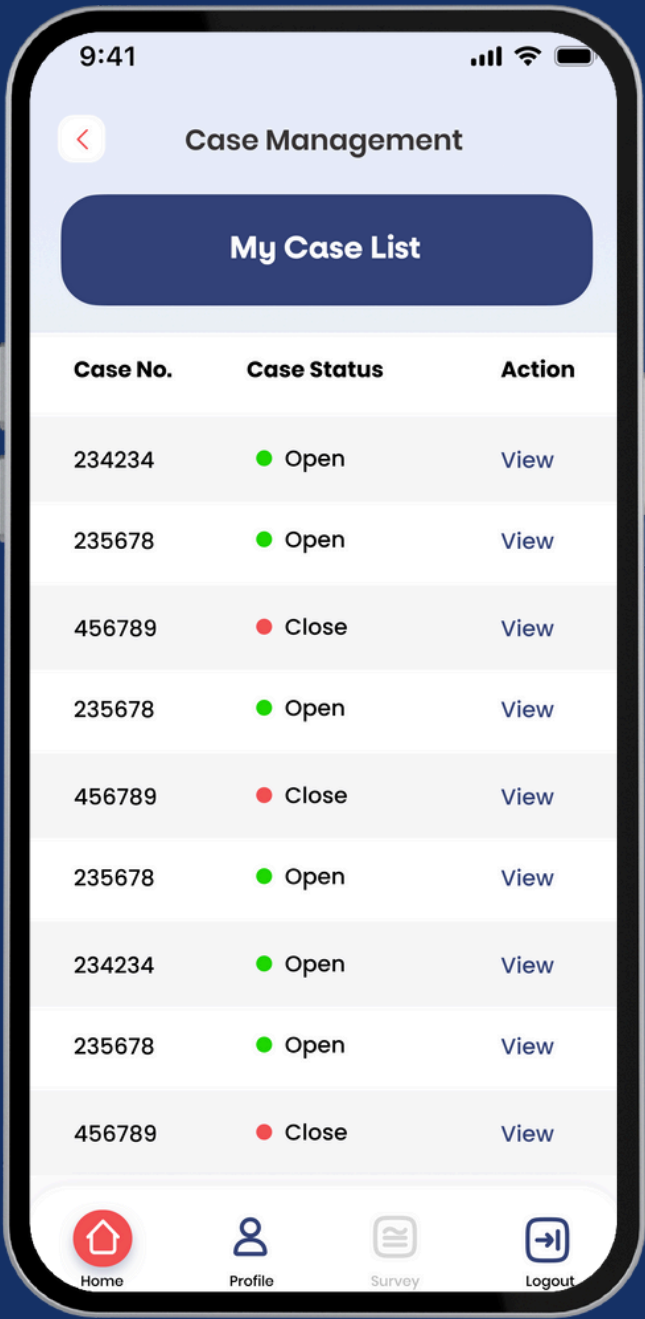 9:41
Case Management
My Case List
Case No. Case Status Action
234234 Open View
235678 Open View
456789 Close View
235678 Open View
456789 Close View
235678 Open View
234234 Open View
235678 Open View
456789 Close View
Home Profile Survey Logout